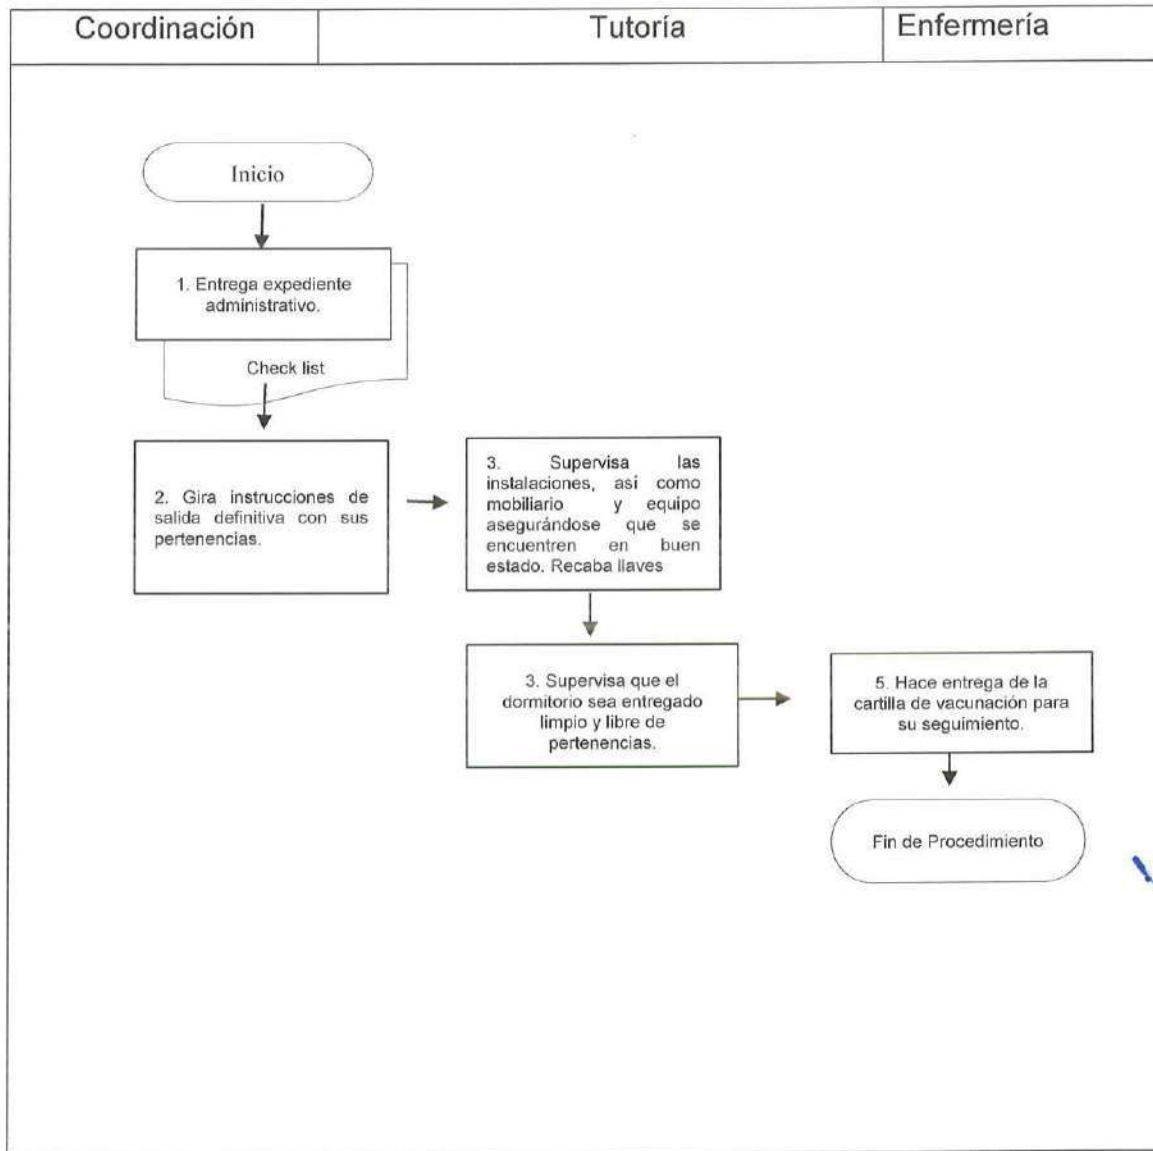 Coordinación
Tutoría
Enfermería
Inicio
1. Entrega expediente
administrativo.
Check list
2. Gira instrucciones de
salida definitiva con sus
pertenencias.
3. Supervisa las
instalaciones, así como
mobiliario y equipo
asegurándose que se
encuentren en buen
estado. Recaba llaves
3. Supervisa que el
dormitorio sea entregado
limpio y libre de
pertenencias.
5. Hace entrega de la
cartilla de vacunación para
su seguimiento.
Fin de Procedimiento